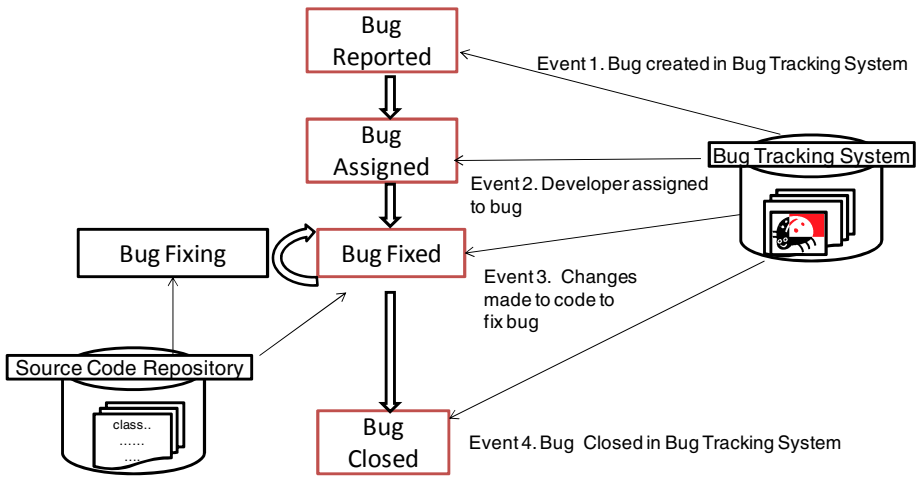 Bug
Reported
Event 1. Bug created in Bug Tracking System
Bug
Assigned
Bug Tracking System
Event 2. Developer assigned
to bug
Bug Fixing
Bug Fixed
Event 3. Changes
made to code to
fix bug
Source Code Repository
class..
......
....
Bug
Closed
Event 4. Bug Closed in Bug Tracking System